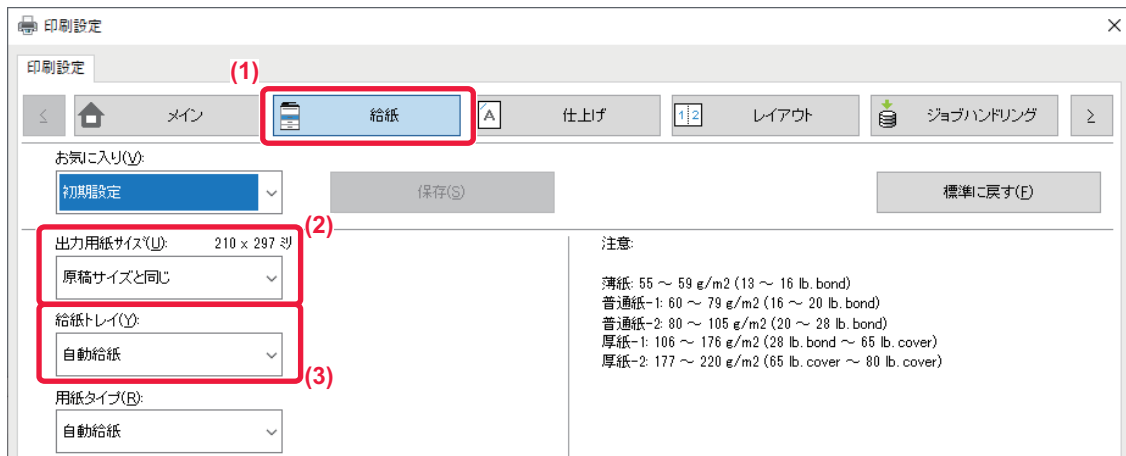 印刷設定
印刷設定
(1)
メイン
給紙
仕上げ
1 2
レイアウト
ジョブハンドリング
お気に入り(V):
初期設定
保存(S)
標準に戻す(F)
(2)
出力用紙サイズ(U): 210 x 297 ミリ
原稿サイズと同じ
給紙トレイ(Y):
自動給紙
(3)
用紙タイプ(R):
自動給紙
注意:
薄紙: 55 ～ 59 g/m2 (13 ～ 16 lb. bond)
普通紙-1: 60 ～ 79 g/m2 (16 ～ 20 lb. bond)
普通紙-2: 80 ～ 105 g/m2 (20 ～ 28 lb. bond)
厚紙-1: 106 ～ 176 g/m2 (28 lb. bond ～ 65 lb. cover)
厚紙-2: 177 ～ 220 g/m2 (65 lb. cover ～ 80 lb. cover)